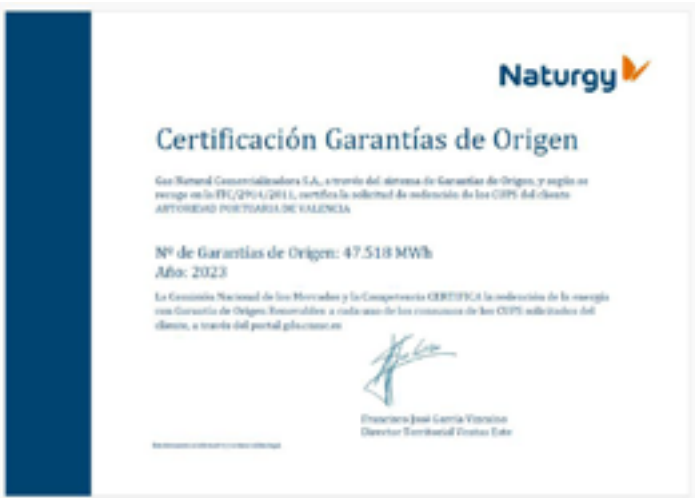 Naturgy
Certificación Garantías de Origen
Gas Natural Comercializadora S.A., a través del sistema de Garantías de Origen, y según se
recoge en la ITC/2914/2011, certifica la solicitud de redención de los CUPS del cliente
AUTORIDAD PORTUARIA DE VALENCIA
Nº de Garantías de Origen: 47.518 MWh
Año: 2023
La Comisión Nacional de los Mercados y la Competencia CERTIFICA la redención de la energía
con Garantía de Origen Renovables a cada uno de los consumos de los CUPS solicitados del
cliente, a través del portal gdo.cnmc.es
Francisco José García
Director Territorial Ventas Este